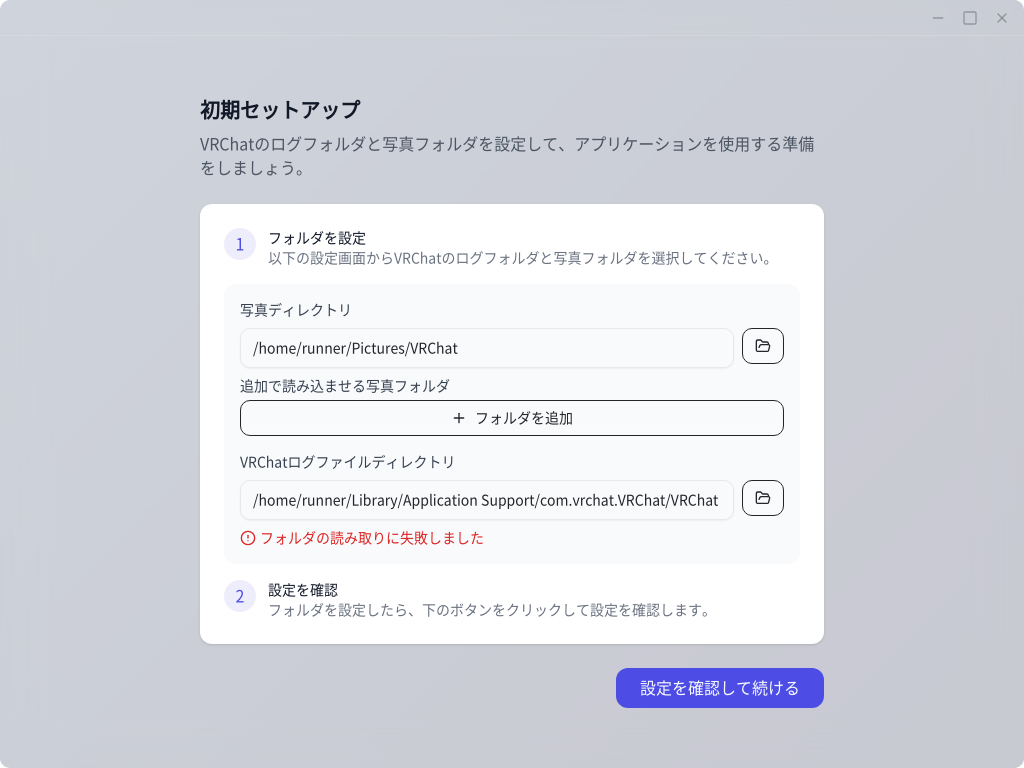 初期セットアップ
VRChatのログフォルダと写真フォルダを設定して、アプリケーションを使用する準備
をしましょう。
1
フォルダを設定
以下の設定画面からVRChatのログフォルダと写真フォルダを選択してください。
写真ディレクトリ
/home/runner/Pictures/VRChat
追加で読み込ませる写真フォルダ
フォルダを追加
VRChatログファイルディレクトリ
/home/runner/Library/Application Support/com.vrchat.VRChat/VRChat
フォルダの読み取りに失敗しました
2
設定を確認
フォルダを設定したら、下のボタンをクリックして設定を確認します。
設定を確認して続ける